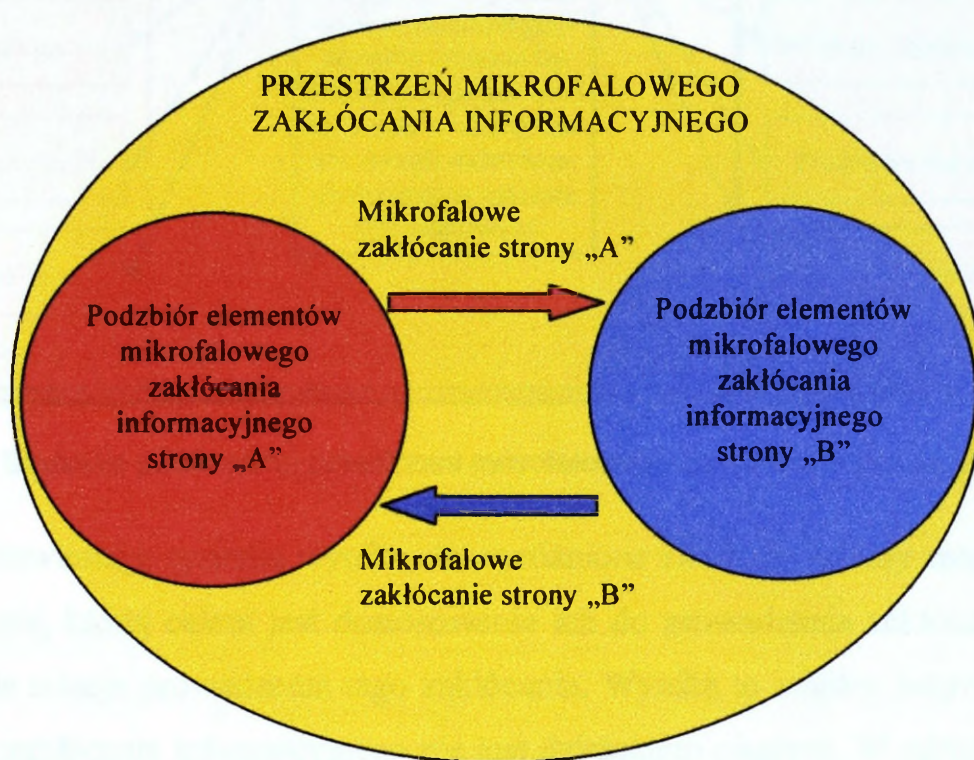 PRZESTRZEŃ MIKROFALOWEGO
ZAKŁÓCANIA INFORMACYJNEGO
Mikrofalowe
zakłócanie strony „A”
Podzbiór elementów
mikrofalowego
zakłócania
informacyjnego
strony „A”
Podzbiór elementów
mikrofalowego
zakłócania
informacyjnego
strony „B”
Mikrofalowe
zakłócanie strony „B”